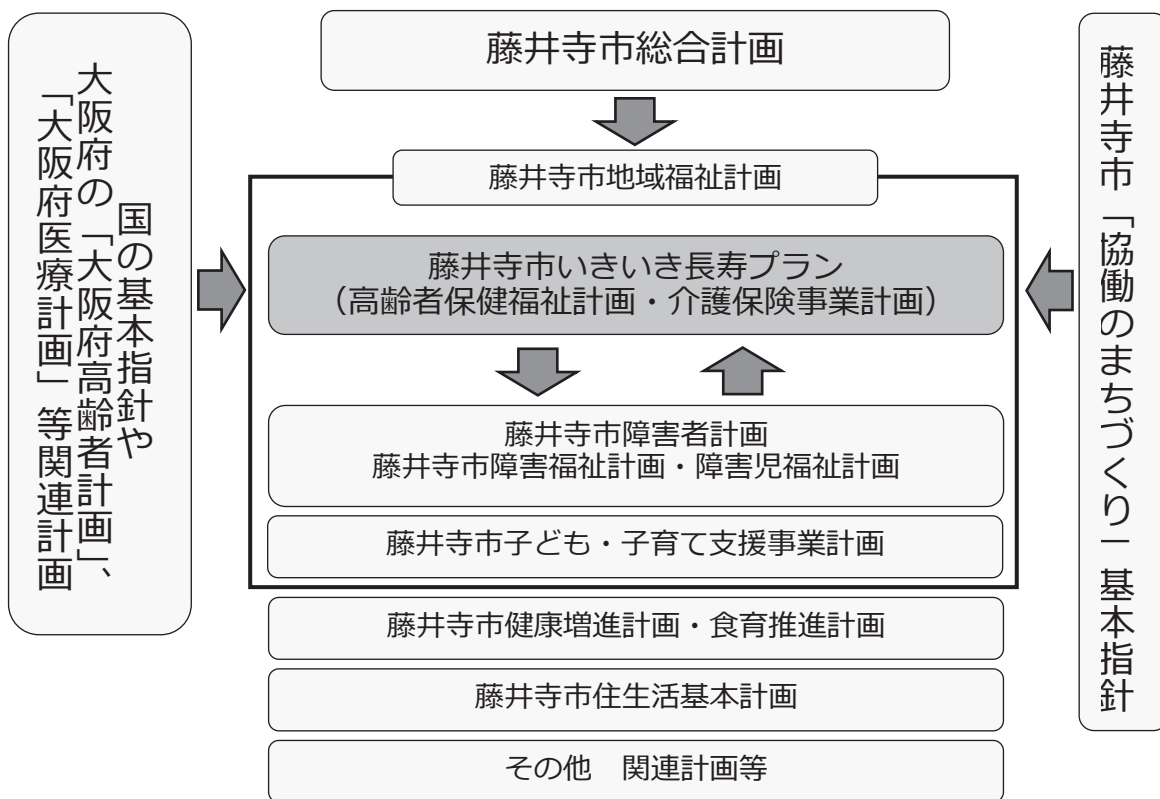 藤井寺市総合計画
国の基本指針や
大阪府の「大阪府高齢者計画」、
「大阪府医療計画」等関連計画
藤井寺市地域福祉計画
藤井寺市いきいき長寿プラン
（高齢者保健福祉計画・介護保険事業計画）
藤井寺市障害者計画
藤井寺市障害福祉計画・障害児福祉計画
藤井寺市子ども・子育て支援事業計画
藤井寺市健康増進計画・食育推進計画
藤井寺市住生活基本計画
その他　関連計画等
藤井寺市「協働のまちづくり」基本指針